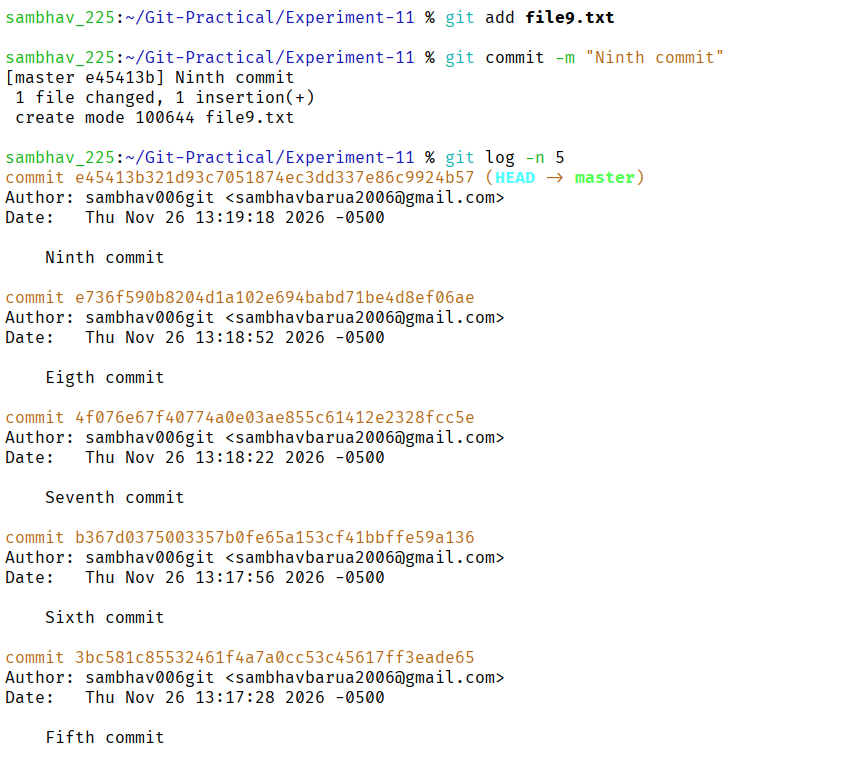 sambhav_225:~/Git-Practical/Experiment-11 % git add file9.txt
sambhav_225:~/Git-Practical/Experiment-11 % git commit -m "Ninth commit"
[master e45413b] Ninth commit
 1 file changed, 1 insertion(+)
 create mode 100644 file9.txt
sambhav_225:~/Git-Practical/Experiment-11 % git log -n 5
commit e45413b321d93c7051874ec3dd337e86c9924b57 (HEAD → master)
Author: sambhav006git <sambhavbarua2006@gmail.com>
Date:   Thu Nov 26 13:19:18 2026 -0500
    Ninth commit
commit e736f590b8204d1a102e694babd71be4d8ef06ae
Author: sambhav006git <sambhavbarua2006@gmail.com>
Date:   Thu Nov 26 13:18:52 2026 -0500
    Eigth commit
commit 4f076e67f40774a0e03ae855c61412e2328fcc5e
Author: sambhav006git <sambhavbarua2006@gmail.com>
Date:   Thu Nov 26 13:18:22 2026 -0500
    Seventh commit
commit b367d0375003357b0fe65a153cf41bbffe59a136
Author: sambhav006git <sambhavbarua2006@gmail.com>
Date:   Thu Nov 26 13:17:56 2026 -0500
    Sixth commit
commit 3bc581c85532461f4a7a0cc53c45617ff3eade65
Author: sambhav006git <sambhavbarua2006@gmail.com>
Date:   Thu Nov 26 13:17:28 2026 -0500
    Fifth commit